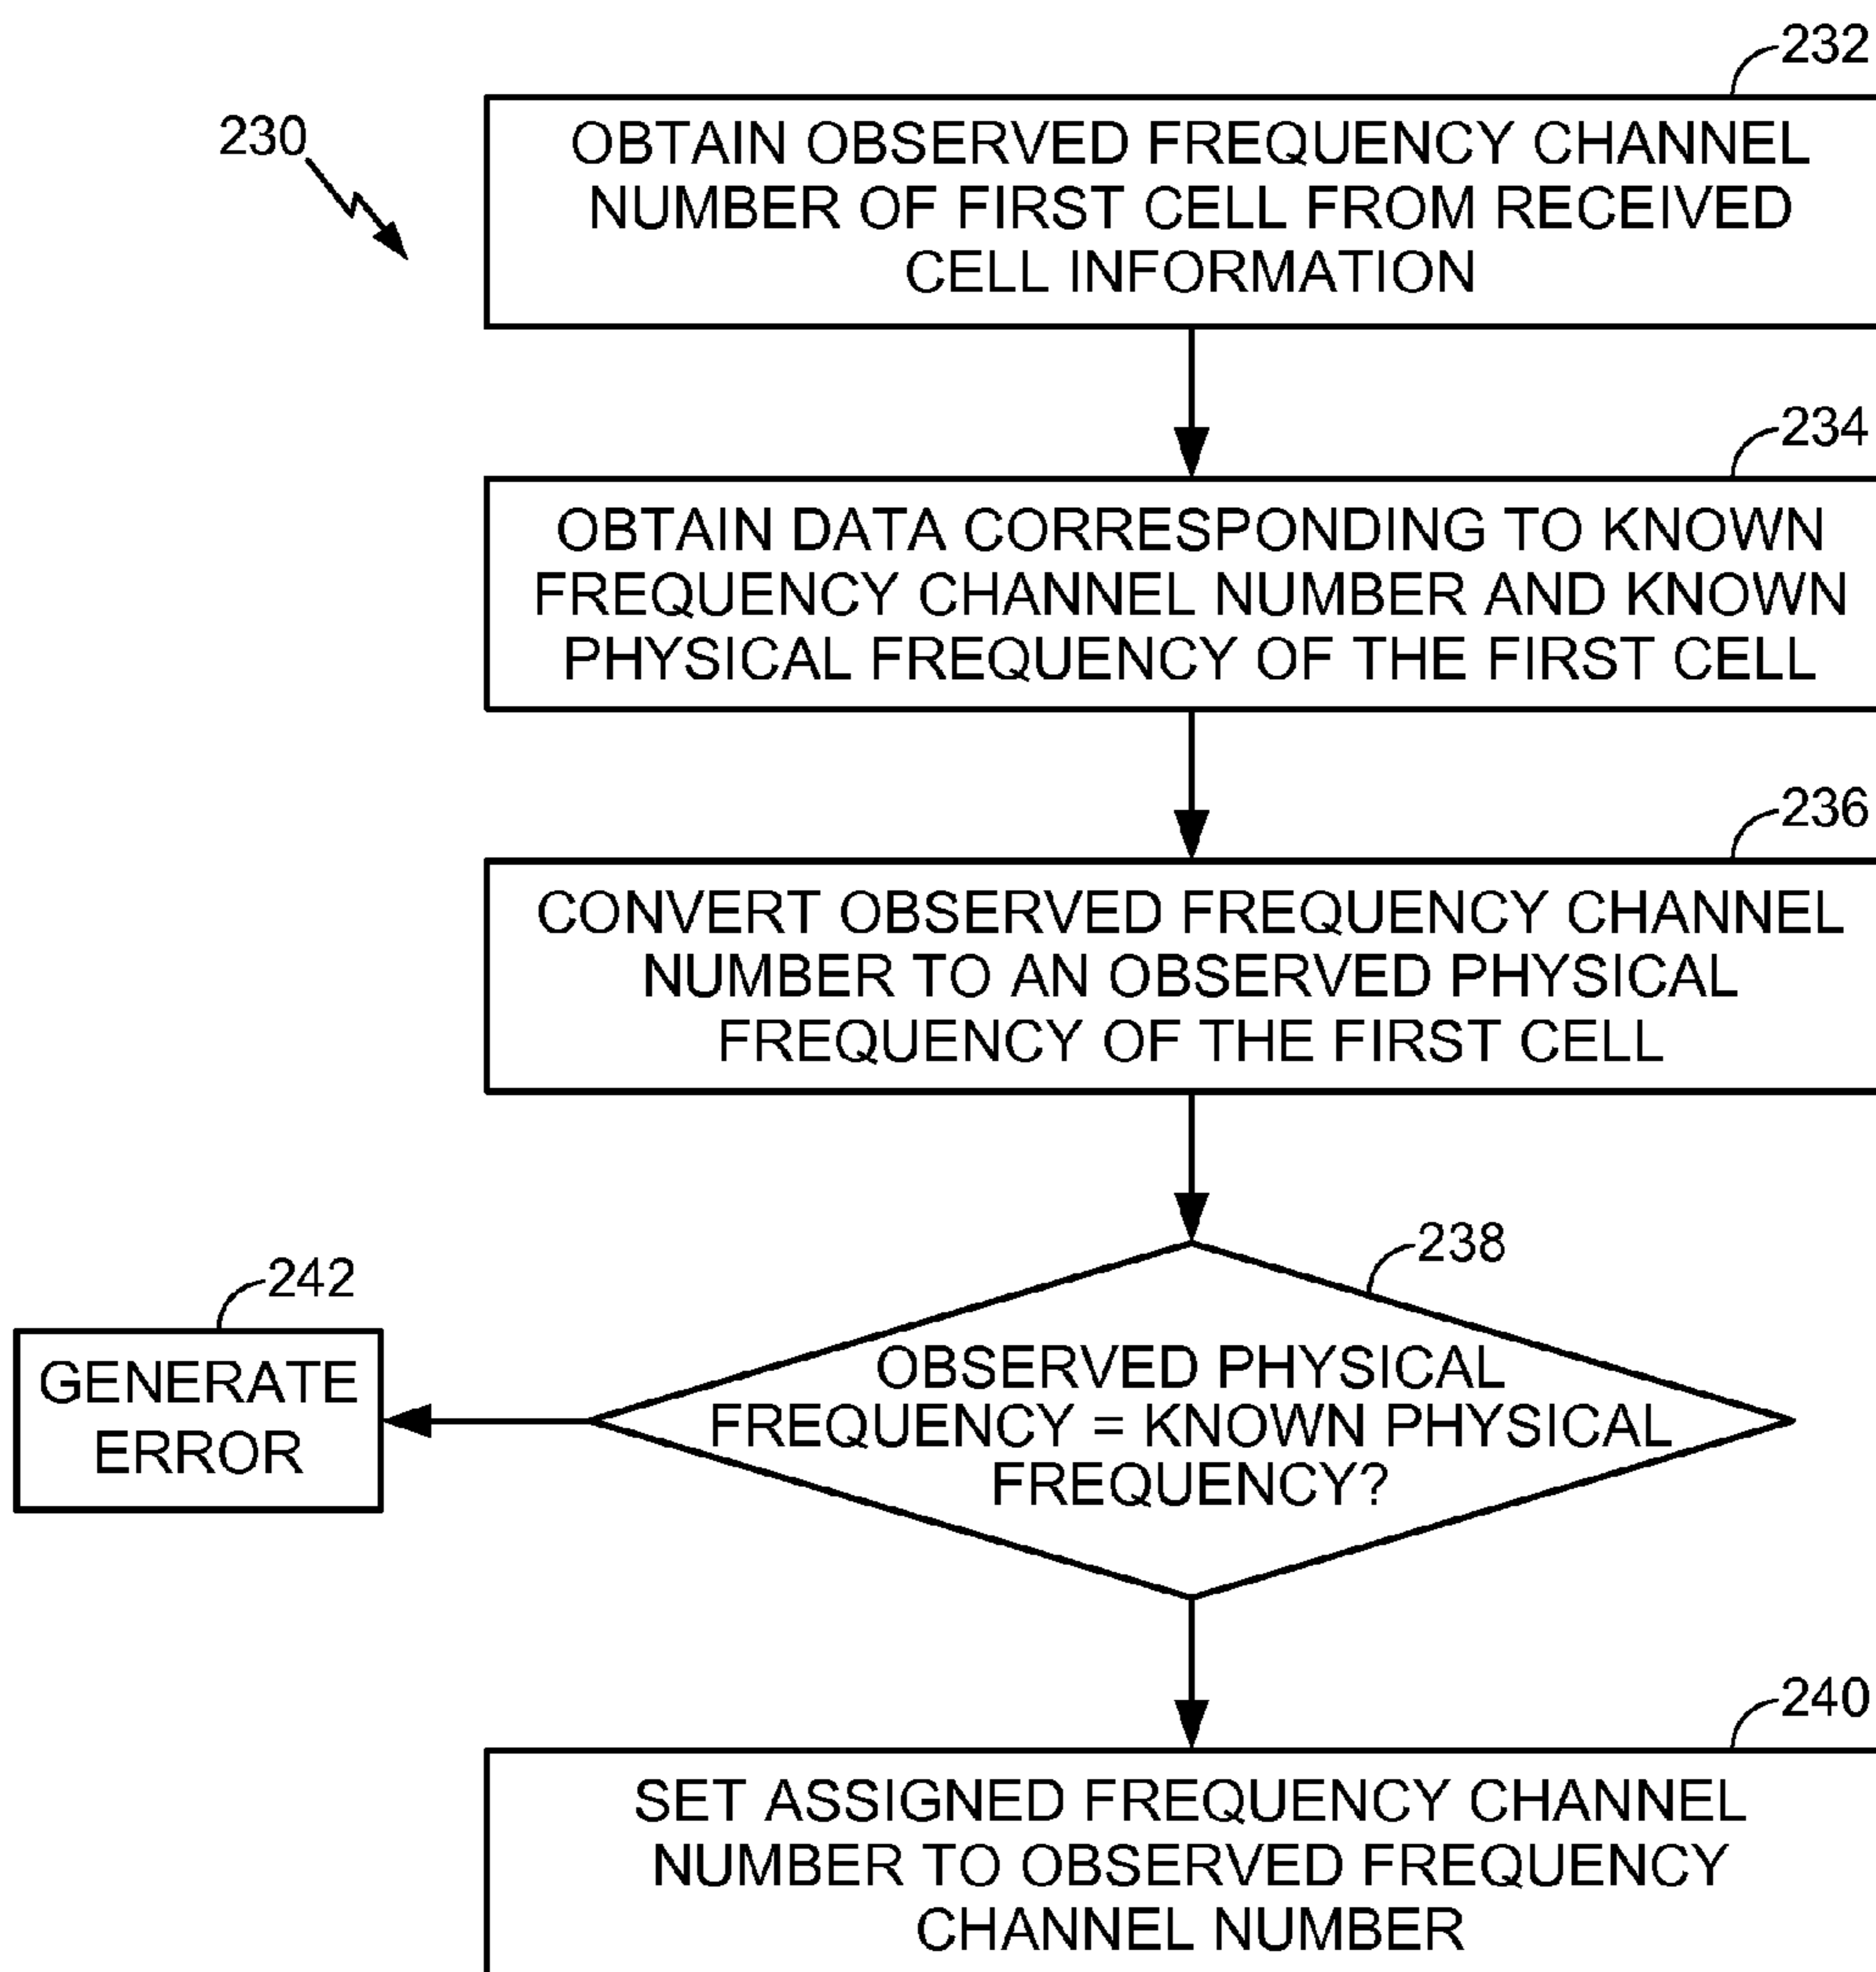 232
230
OBTAIN OBSERVED FREQUENCY CHANNEL
NUMBER OF FIRST CELL FROM RECEIVED
CELL INFORMATION
234
OBTAIN DATA CORRESPONDING TO KNOWN
FREQUENCY CHANNEL NUMBER AND KNOWN
PHYSICAL FREQUENCY OF THE FIRST CELL
236
CONVERT OBSERVED FREQUENCY CHANNEL
NUMBER TO AN OBSERVED PHYSICAL
FREQUENCY OF THE FIRST CELL
238
OBSERVED PHYSICAL
FREQUENCY = KNOWN PHYSICAL
FREQUENCY?
242
GENERATE
ERROR
240
SET ASSIGNED FREQUENCY CHANNEL
NUMBER TO OBSERVED FREQUENCY
CHANNEL NUMBER